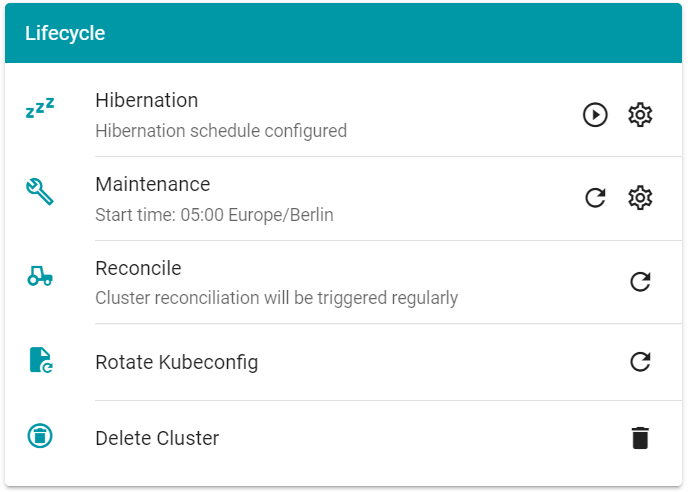 Lifecycle
zzz
Hibernation
Hibernation schedule configured
Maintenance
Start time: 05:00 Europe/Berlin
Reconcile
Cluster reconciliation will be triggered regularly
Rotate Kubeconfig
Delete Cluster